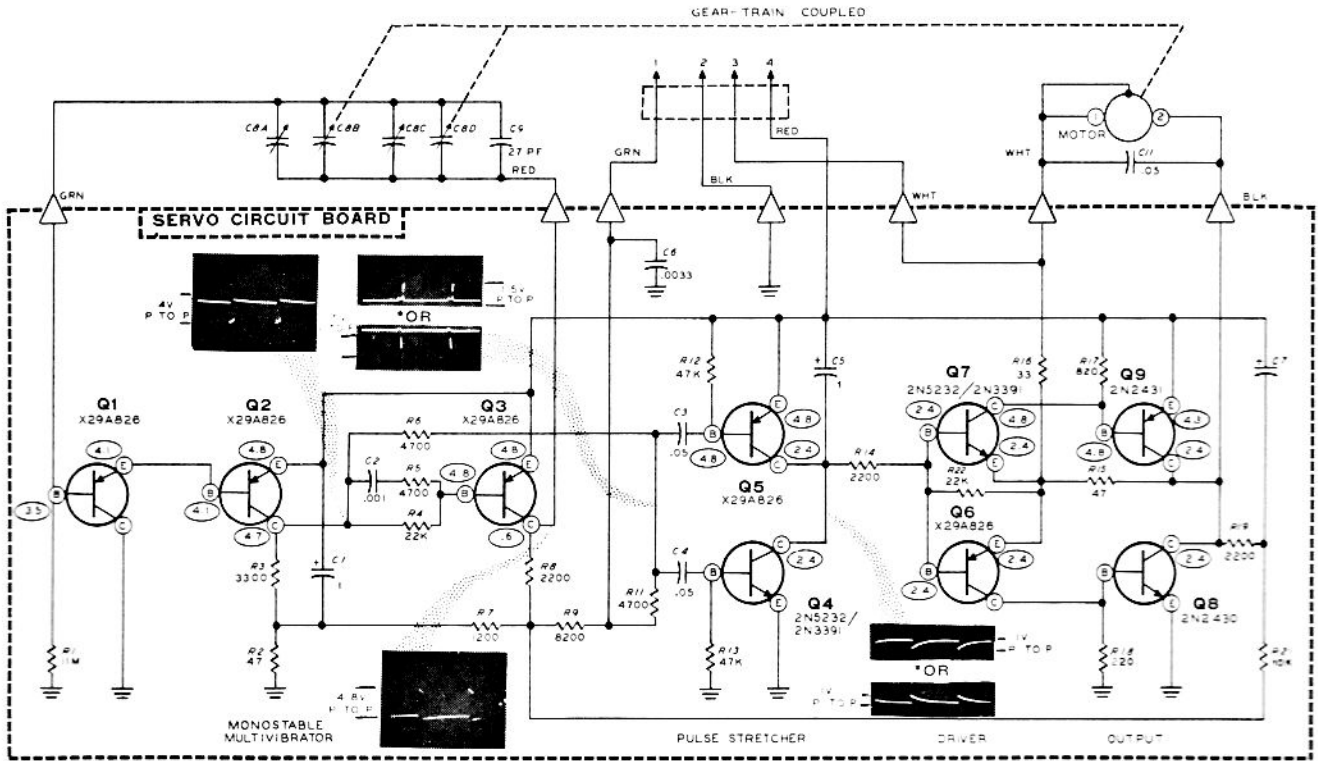 GEAR-TRAIN COUPLED
1 2 3 4
C8A C8B C8C C8D C9
27 PF
RED
GRN
GRN
BLK
RED
WHT
WHT
MOTOR
1
2
C11
.05
BLK
SERVO CIRCUIT BOARD
4V
P TO P
*OR
P TO P
C6
.0033
Q1
X29A826
4.1
E
B
3.5
C
R1
11M
Q2
X29A826
4.8
E
B
4.1
C
4.7
R3
3300
R2
47
C1
1
R6
4700
C2
.001
R5
4700
R4
22K
Q3
X29A826
4.8
E
4.8
B
C
.6
R8
2200
R7
1200
R9
8200
R11
4700
R12
47K
C3
.05
E
4.8
B
4.8
C
2.4
Q5
X29A826
C4
.05
B
C
E
Q4
2N5232/
2N3391
R13
47K
C5
1
R14
2200
Q7
2N5232/2N3391
2.4
B
C
4.8
E
2.4
R22
22K
Q6
X29A826
2.4
B
E
2.4
C
R16
33
R17
820
R15
47
Q9
2N2431
4.8
B
E
4.3
C
2.4
B
C
2.4
E
Q8
2N2430
R18
220
R19
2200
C7
R21
4.8V
P TO P
1V
P TO P
*OR
1V
P TO P
MONOSTABLE
MULTIVIBRATOR
PULSE STRETCHER
DRIVER
OUTPUT